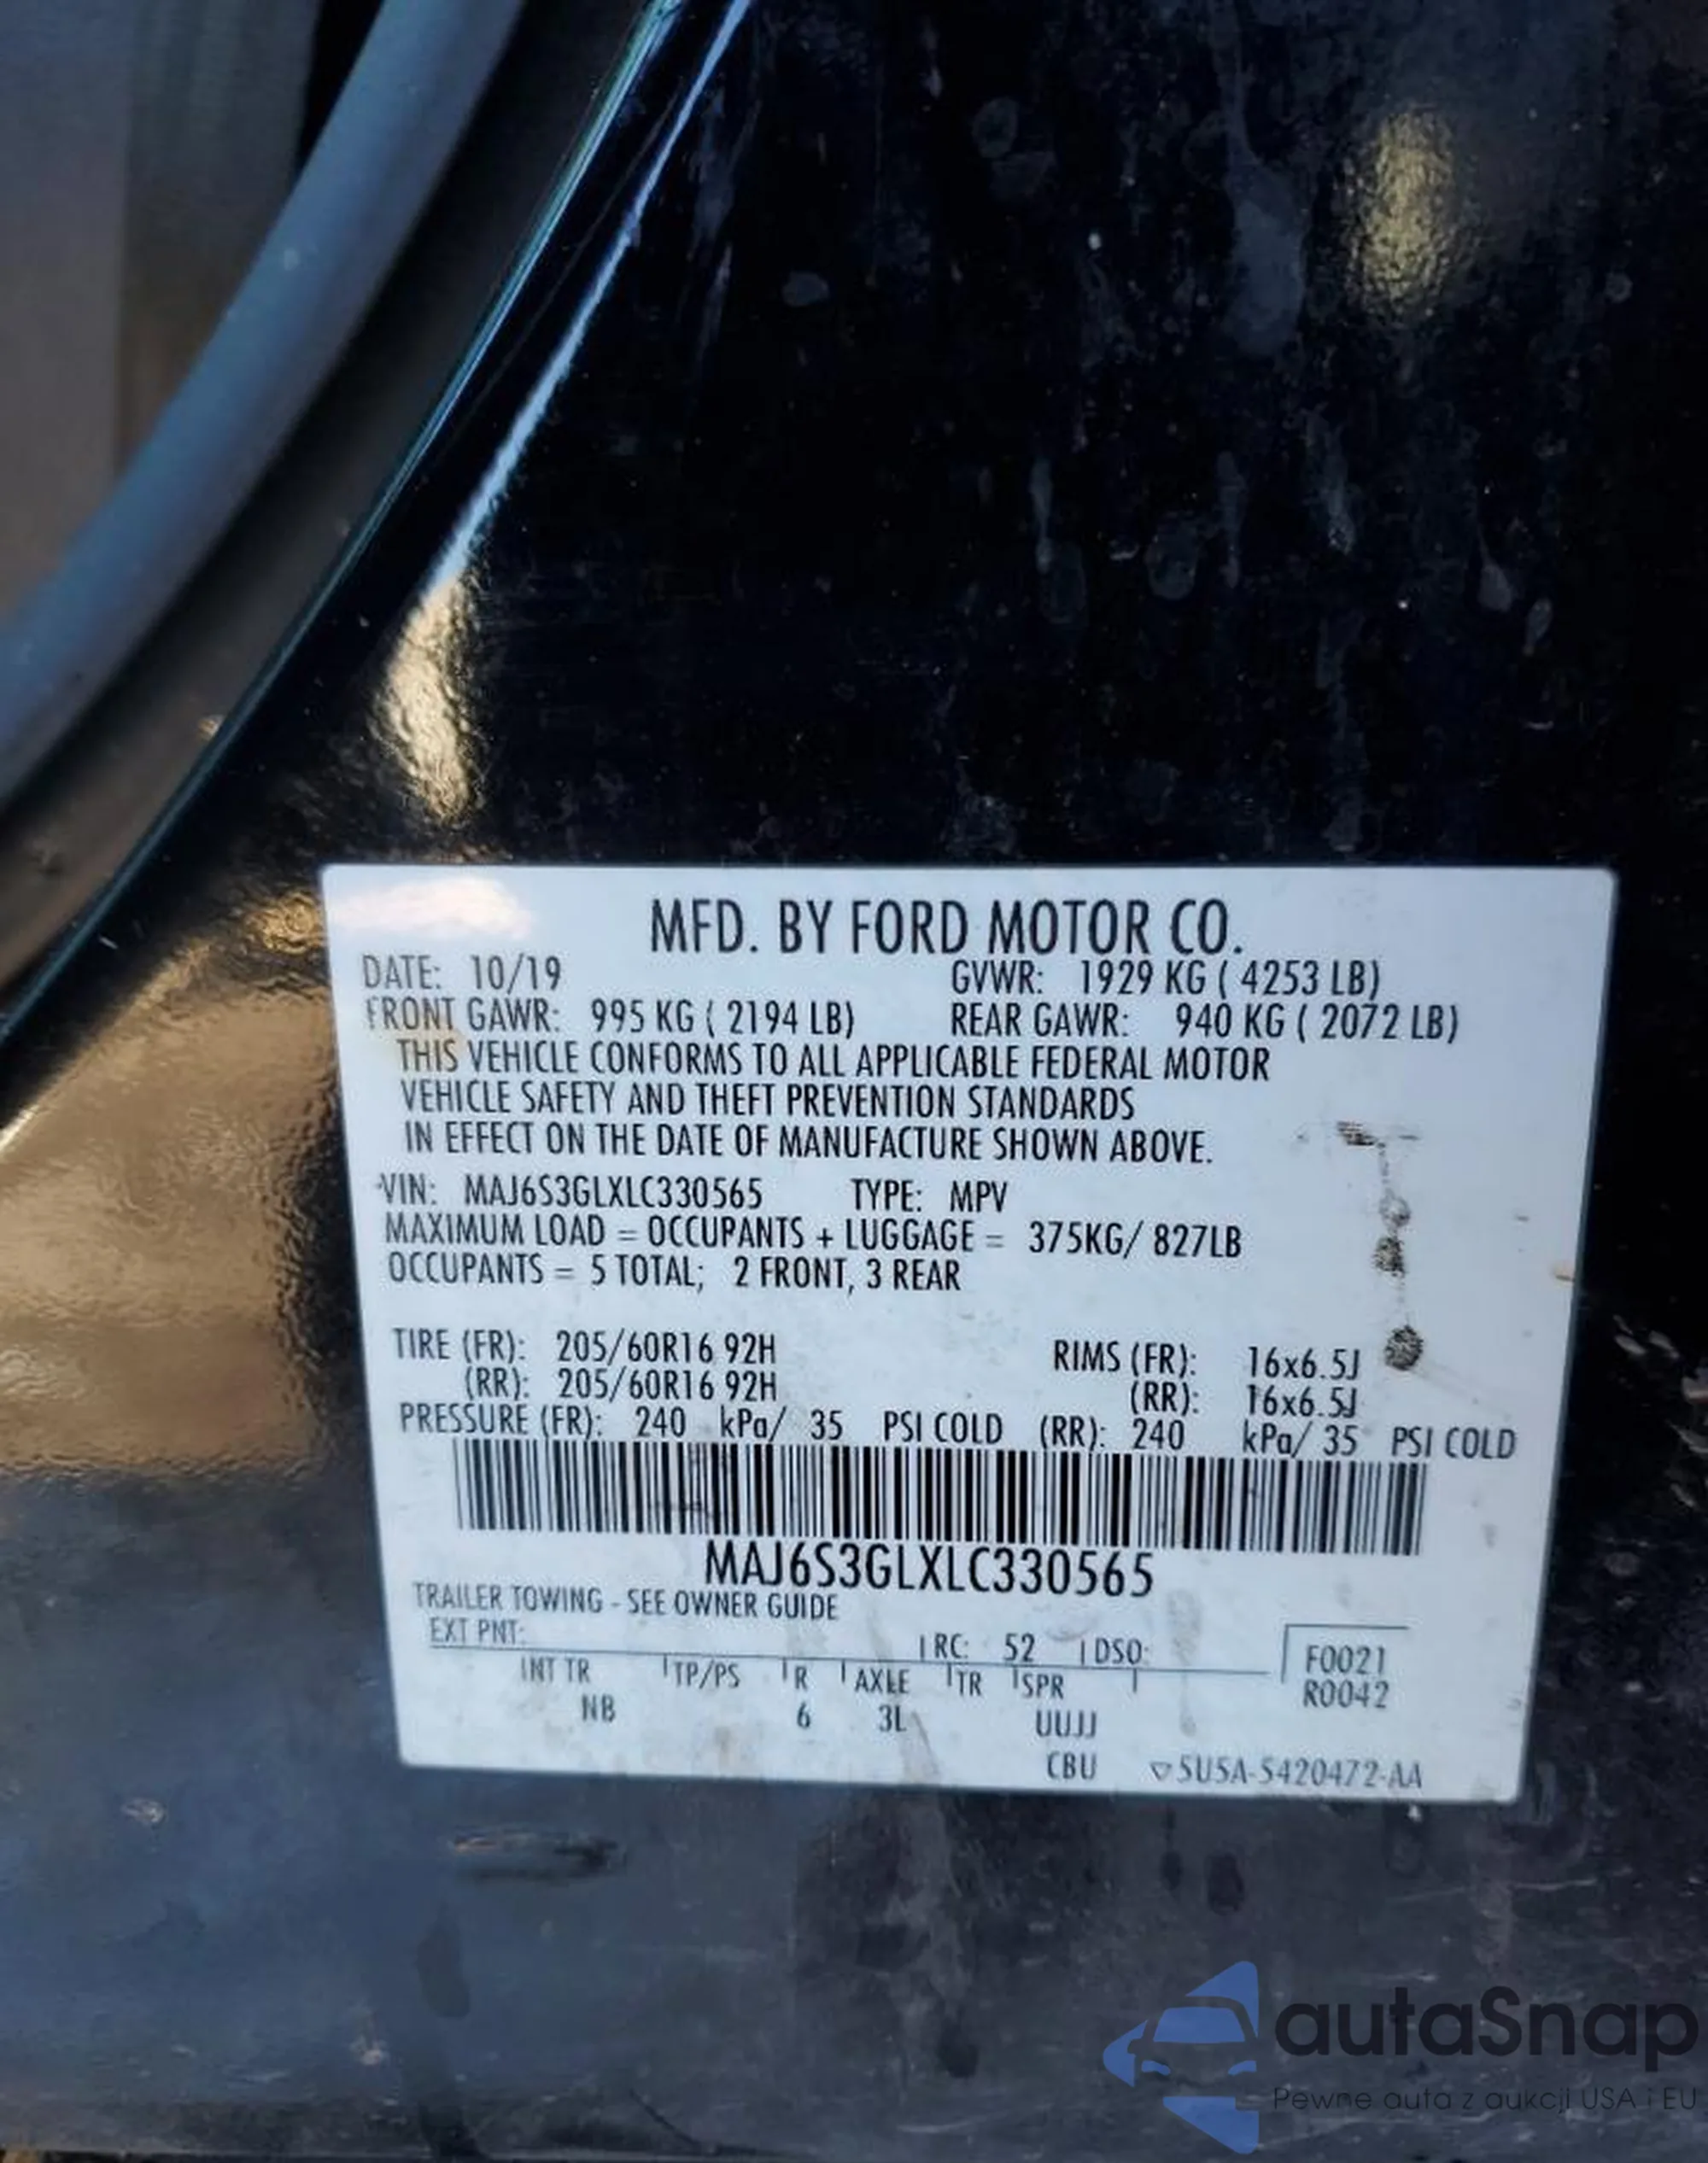 MFD. BY FORD MOTOR CO.
DATE: 10/19 GVWR: 1929 KG ( 4253 LB)
FRONT GAWR: 995 KG ( 2194 LB) REAR GAWR: 940 KG ( 2072 LB)
THIS VEHICLE CONFORMS TO ALL APPLICABLE FEDERAL MOTOR
VEHICLE SAFETY AND THEFT PREVENTION STANDARDS
IN EFFECT ON THE DATE OF MANUFACTURE SHOWN ABOVE.
VIN: MAJ6S3GLXLC330565 TYPE: MPV
MAXIMUM LOAD = OCCUPANTS + LUGGAGE = 375KG/ 827LB
OCCUPANTS = 5 TOTAL; 2 FRONT, 3 REAR
TIRE (FR): 205/60R16 92H RIMS (FR): 16x6.5J
(RR): 205/60R16 92H (RR): 16x6.5J
PRESSURE (FR): 240 kPa/ 35 PSI COLD (RR): 240 kPa/ 35 PSI COLD
MAJ6S3GLXLC330565
TRAILER TOWING - SEE OWNER GUIDE
EXT PNT: RC: 52 DSO: F0021
INT TR TP/PS R AXLE TR SPR R0042
NB 6 3L UUJJ
CBU ▽5U5A-5420472-AA
autaSnap
Pewne auta z aukcji USA i EU